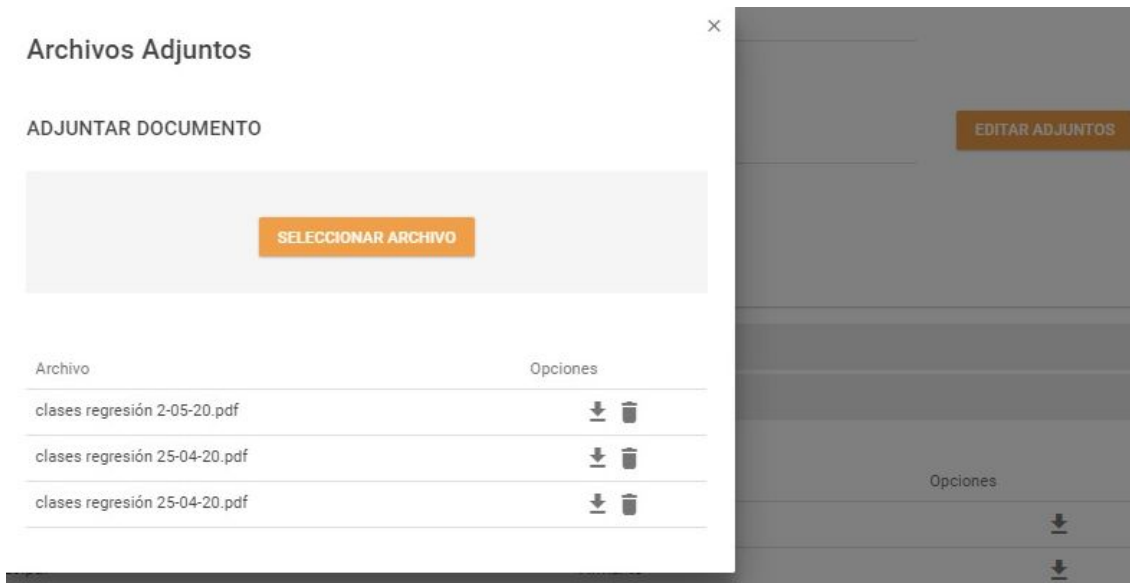 Archivos Adjuntos
ADJUNTAR DOCUMENTO
EDITAR ADJUNTOS
SELECCIONAR ARCHIVO
Archivo Opciones
clases regresión 2-05-20.pdf
clases regresión 25-04-20.pdf
Opciones
clases regresión 25-04-20.pdf